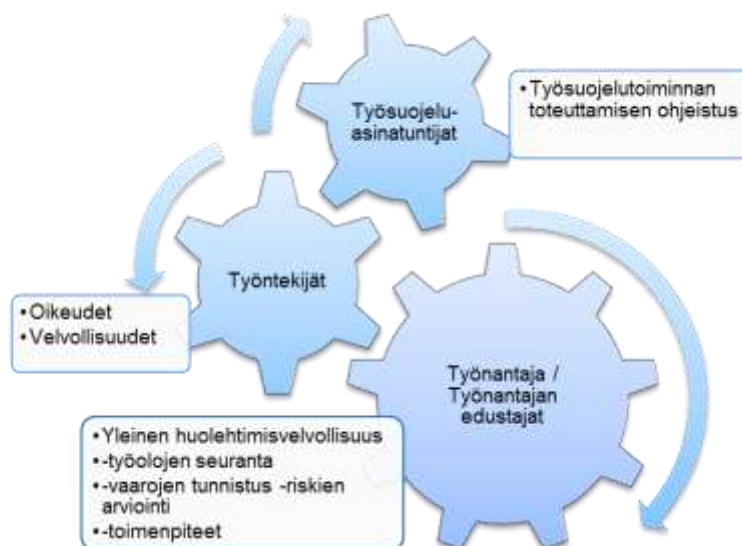 Työsuojelu-
asinatuntijat
•Työsuojelutoiminnan
toteuttamisen ohjeistus
Työntekijät
•Oikeudet
•Velvollisuudet
Työnantaja /
Työnantajan
edustajat
•Yleinen huolehtimisvelvollisuus
•-työolojen seuranta
•-vaarojen tunnistus -riskien
arviointi
•-toimenpiteet